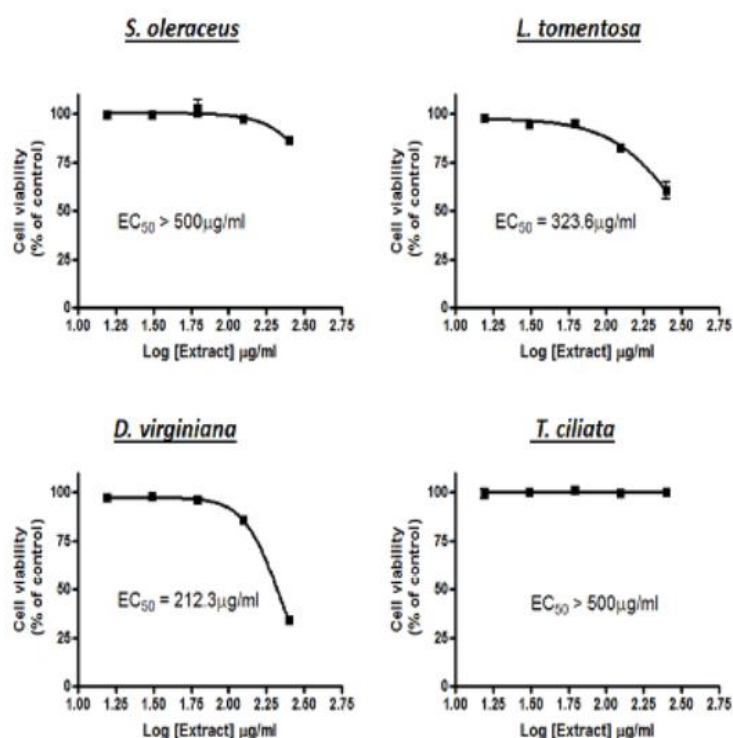 S. oleraceus
Cell viability
(% of control)
100
75
50
25
0
EC50 > 500µg/ml
1.00 1.25 1.50 1.75 2.00 2.25 2.50 2.75
Log [Extract] µg/ml
L. tomentosa
Cell viability
(% of control)
100
75
50
25
0
EC50 = 323.6µg/ml
1.00 1.25 1.50 1.75 2.00 2.25 2.50 2.75
Log [Extract] µg/ml
D. virginiana
Cell viability
(% of control)
100
75
50
25
0
EC50 = 212.3µg/ml
1.00 1.25 1.50 1.75 2.00 2.25 2.50 2.75
Log [Extract] µg/ml
T. ciliata
Cell viability
(% of control)
100
75
50
25
0
EC50 > 500µg/ml
1.00 1.25 1.50 1.75 2.00 2.25 2.50 2.75
Log [Extract] µg/ml